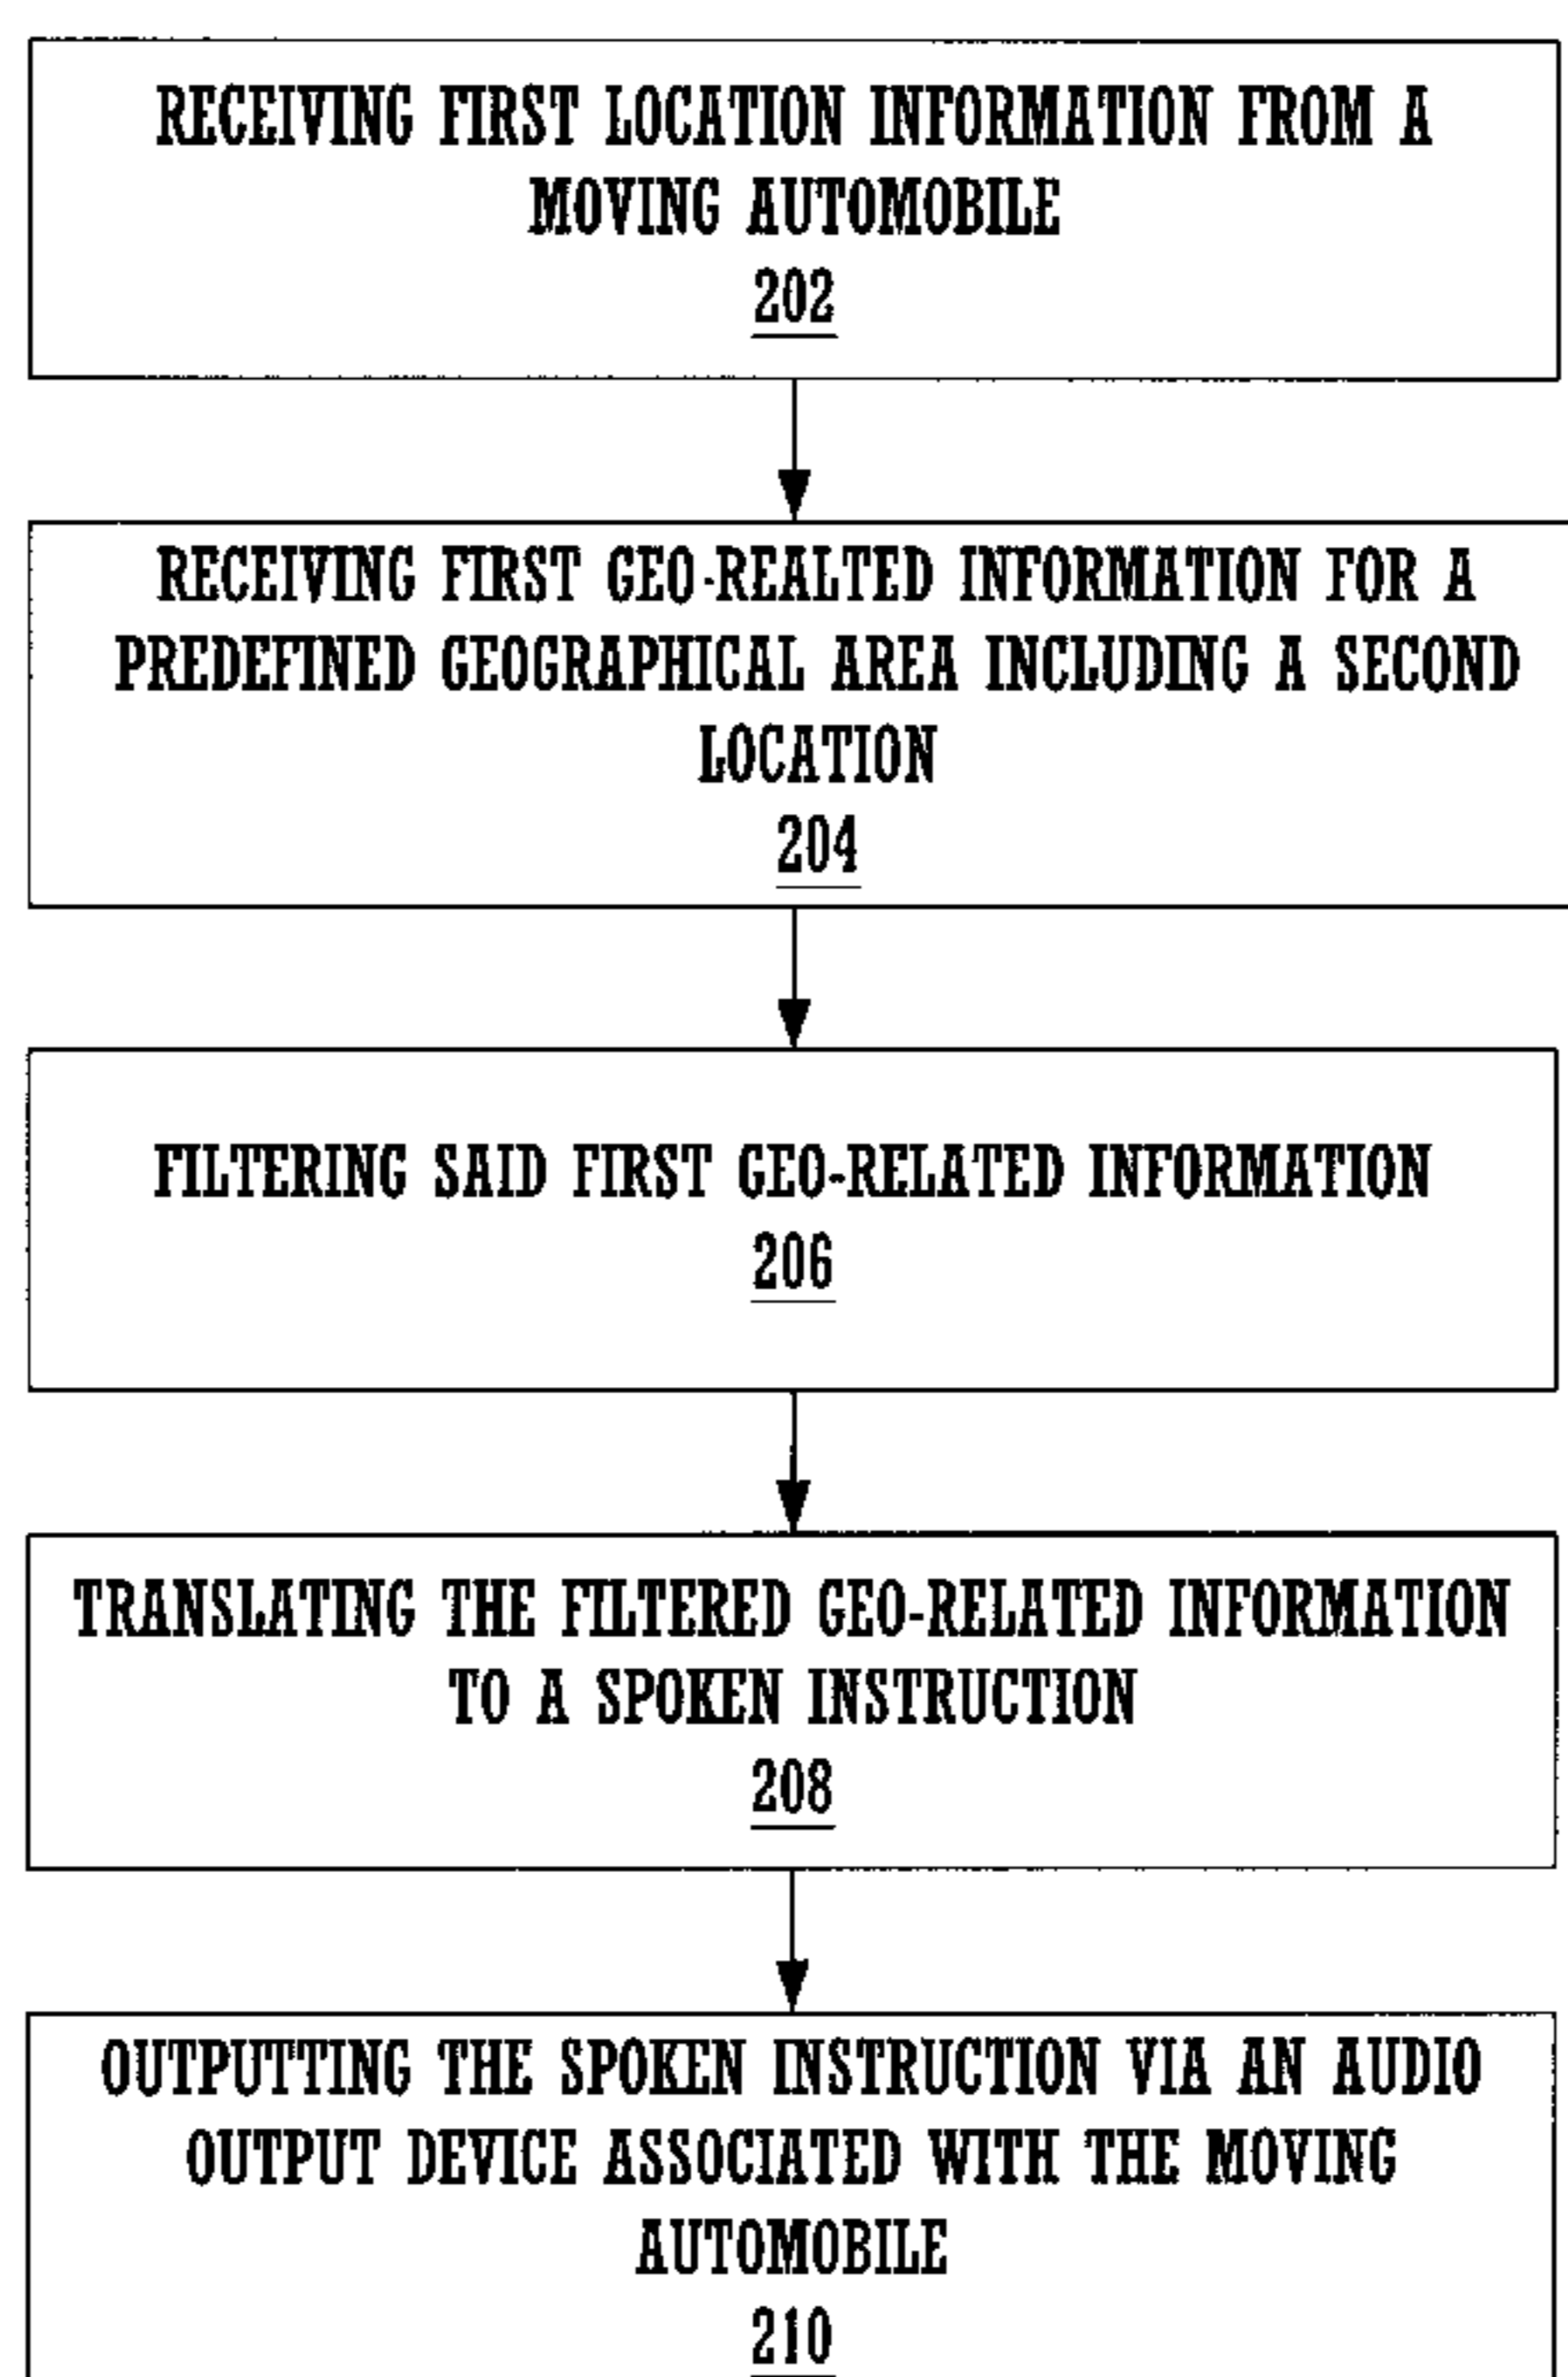 RECEIVING FIRST LOCATION INFORMATION FROM A
MOVING AUTOMOBILE
202
RECEIVING FIRST GEO-REALTED INFORMATION FOR A
PREDEFINED GEOGRAPHICAL AREA INCLUDING A SECOND
LOCATION
204
FILTERING SAID FIRST GEO-RELATED INFORMATION
206
TRANSLATING THE FILTERED GEO-RELATED INFORMATION
TO A SPOKEN INSTRUCTION
208
OUTPUTTING THE SPOKEN INSTRUCTION VIA AN AUDIO
OUTPUT DEVICE ASSOCIATED WITH THE MOVING
AUTOMOBILE
210